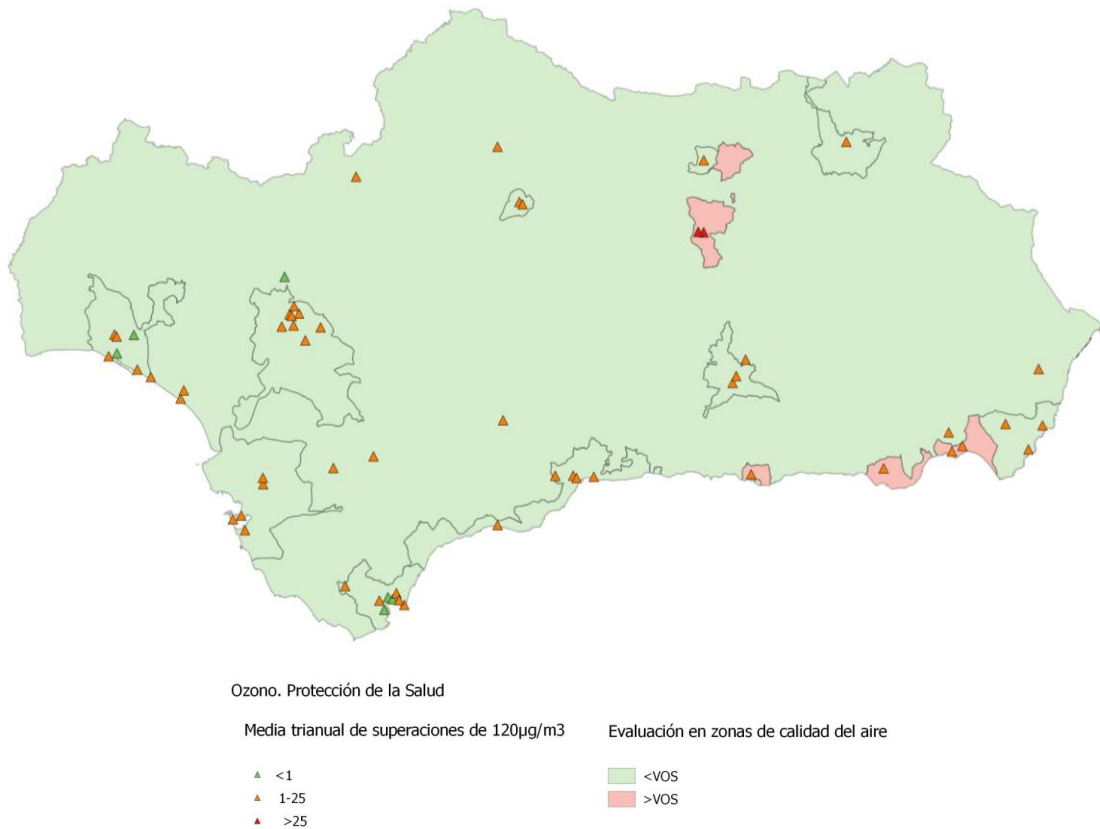 Ozono. Protección de la Salud
Media trianual de superaciones de 120µg/m3
<1
1-25
>25
Evaluación en zonas de calidad del aire
<VOS
>VOS